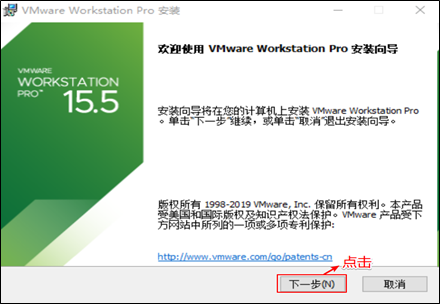 VMware Workstation Pro 安装
欢迎使用 VMware Workstation Pro 安装向导
VMWARE
WORKSTATION
PRO™
15.5
安装向导将在您的计算机上安装 VMware Workstation Pro
。单击“下一步”继续，或单击“取消”退出安装向导。
版权所有 1998-2019 VMware, Inc. 保留所有权利。本产品
受美国和国际版权及知识产权法保护。VMware 产品受下
方网站中所列的一项或多项专利保护:
http://www.vmware.com/go/patents-cn
点击
下一步(N)
取消